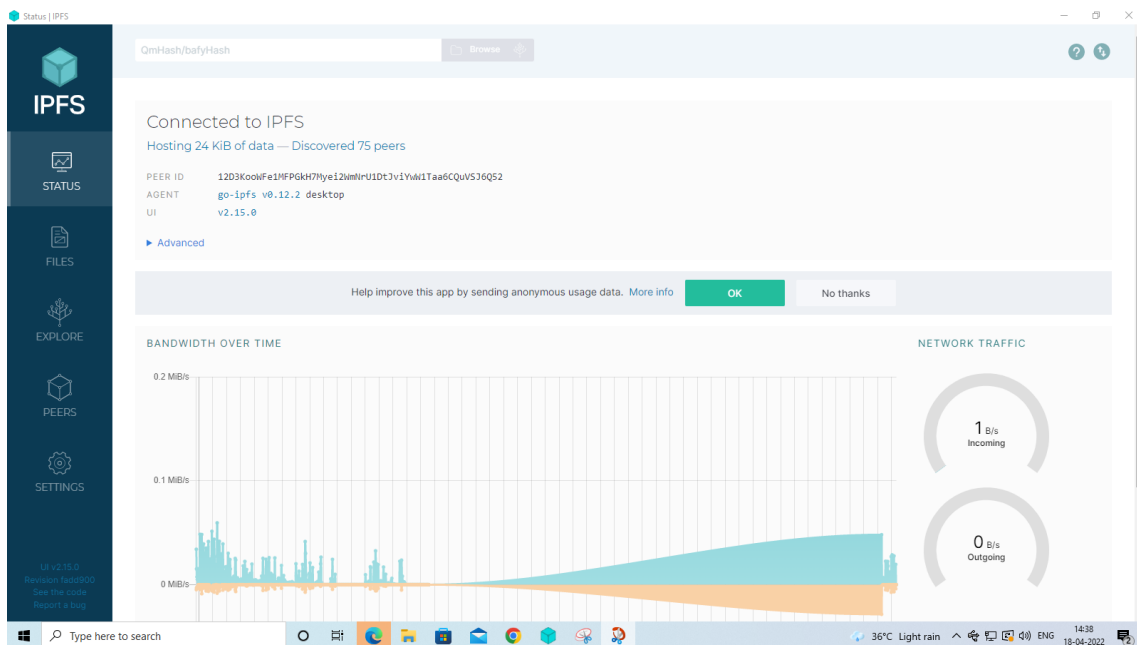 Status | IPFS
QmHash/bafyHash
Browse
IPFS
STATUS
FILES
EXPLORE
PEERS
SETTINGS
UI v2.15.0
Revision fadd900
See the code
Report a bug
Connected to IPFS
Hosting 24 KiB of data — Discovered 75 peers
PEER ID 12D3KooWFe1MFPGkH7Myei2WmNrU1DtJviYwW1Taa6CQuVSJ6Q52
AGENT go-ipfs v0.12.2 desktop
UI v2.15.0
Advanced
Help improve this app by sending anonymous usage data. More info OK No thanks
BANDWIDTH OVER TIME
0.2 MiB/s
0.1 MiB/s
0 MiB/s
NETWORK TRAFFIC
1 B/s
Incoming
0 B/s
Outgoing
Type here to search
36°C Light rain
ENG
14:38
18-04-2022
2